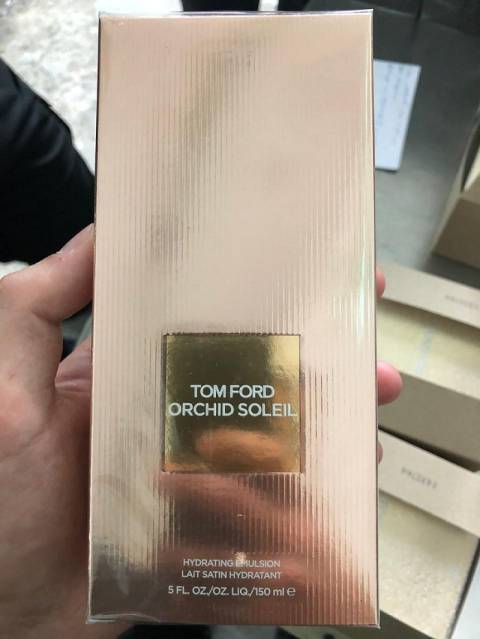 TOM FORD
ORCHID SOLEIL
HYDRATING EMULSION
LAIT SATIN HYDRATANT
5 FL. OZ./OZ. LIQ./150 ml ℮